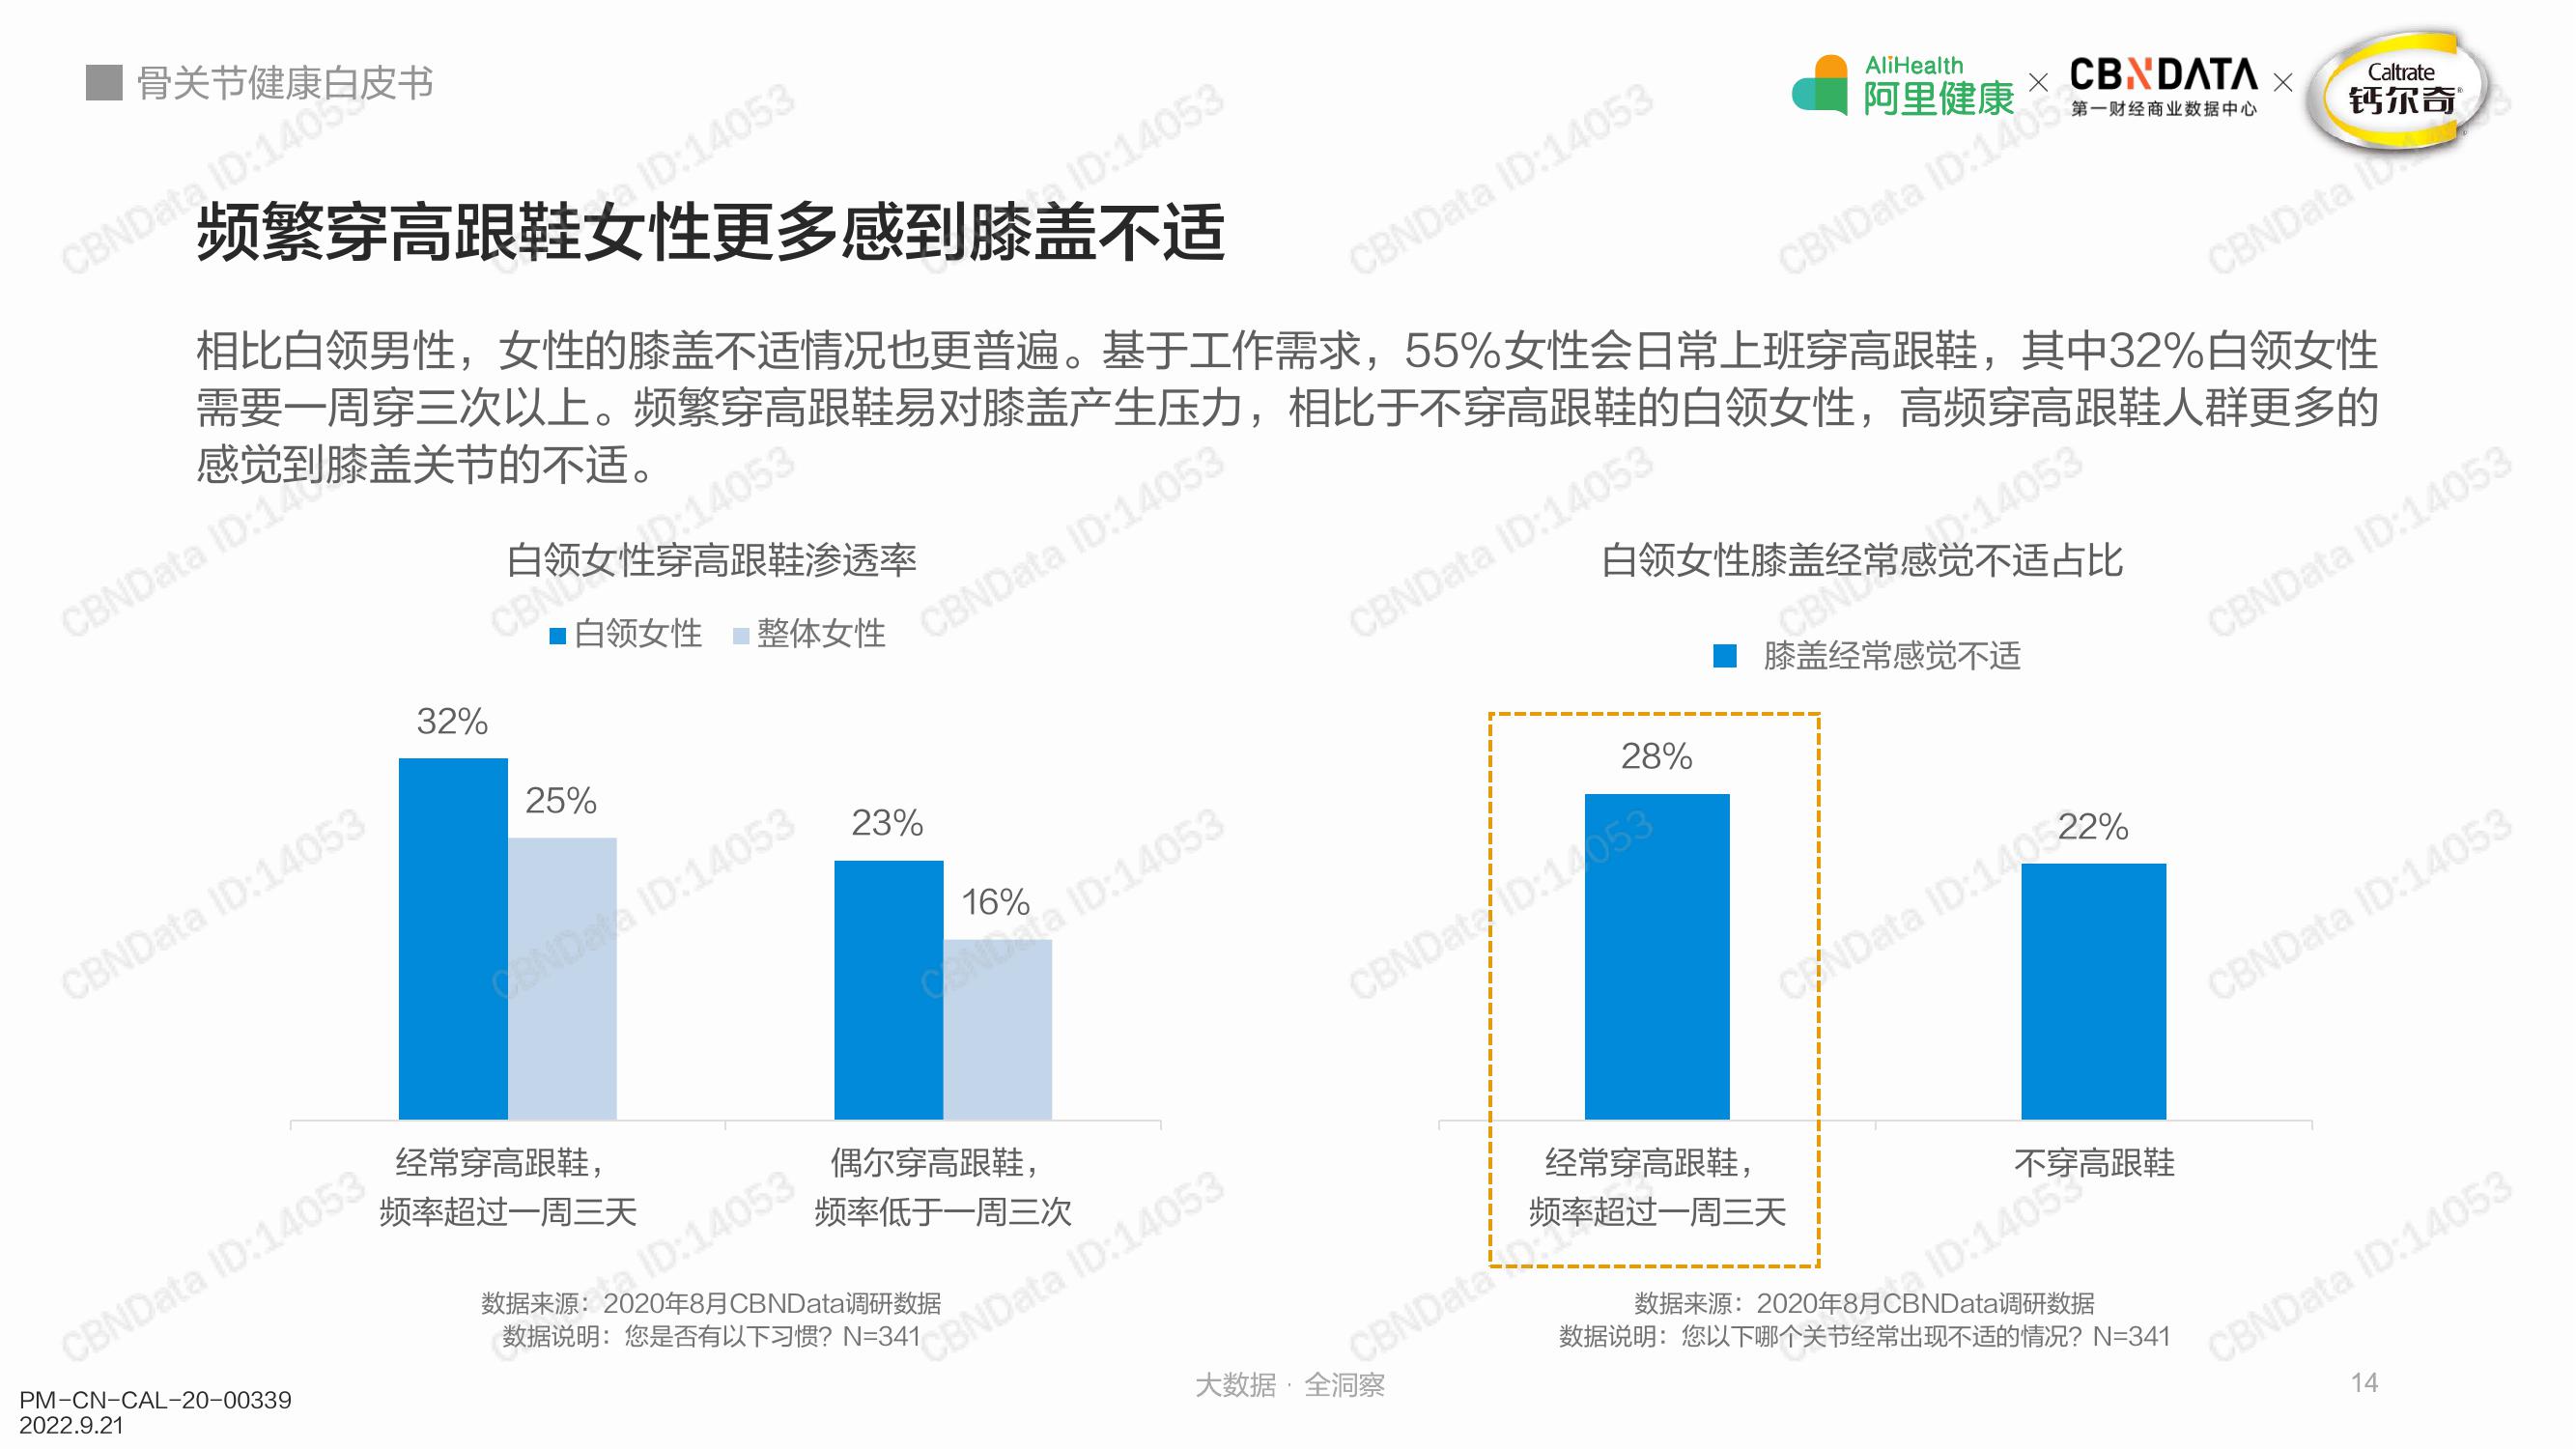 骨关节健康白皮书
AliHealth
阿里健康
×
CBNDATA
第一财经商业数据中心
×
Caltrate
钙尔奇
频繁穿高跟鞋女性更多感到膝盖不适
相比白领男性，女性的膝盖不适情况也更普遍。基于工作需求，55%女性会日常上班穿高跟鞋，其中32%白领女性
需要一周穿三次以上。频繁穿高跟鞋易对膝盖产生压力，相比于不穿高跟鞋的白领女性，高频穿高跟鞋人群更多的
感觉到膝盖关节的不适。
白领女性穿高跟鞋渗透率
白领女性 整体女性
32%
25%
23%
16%
经常穿高跟鞋，
频率超过一周三天
偶尔穿高跟鞋，
频率低于一周三次
数据来源：2020年8月CBNData调研数据
数据说明：您是否有以下习惯？N=341
白领女性膝盖经常感觉不适占比
膝盖经常感觉不适
28%
22%
经常穿高跟鞋，
频率超过一周三天
不穿高跟鞋
数据来源：2020年8月CBNData调研数据
数据说明：您以下哪个关节经常出现不适的情况？N=341
大数据 · 全洞察
14
PM-CN-CAL-20-00339
2022.9.21
CBNData ID:14053